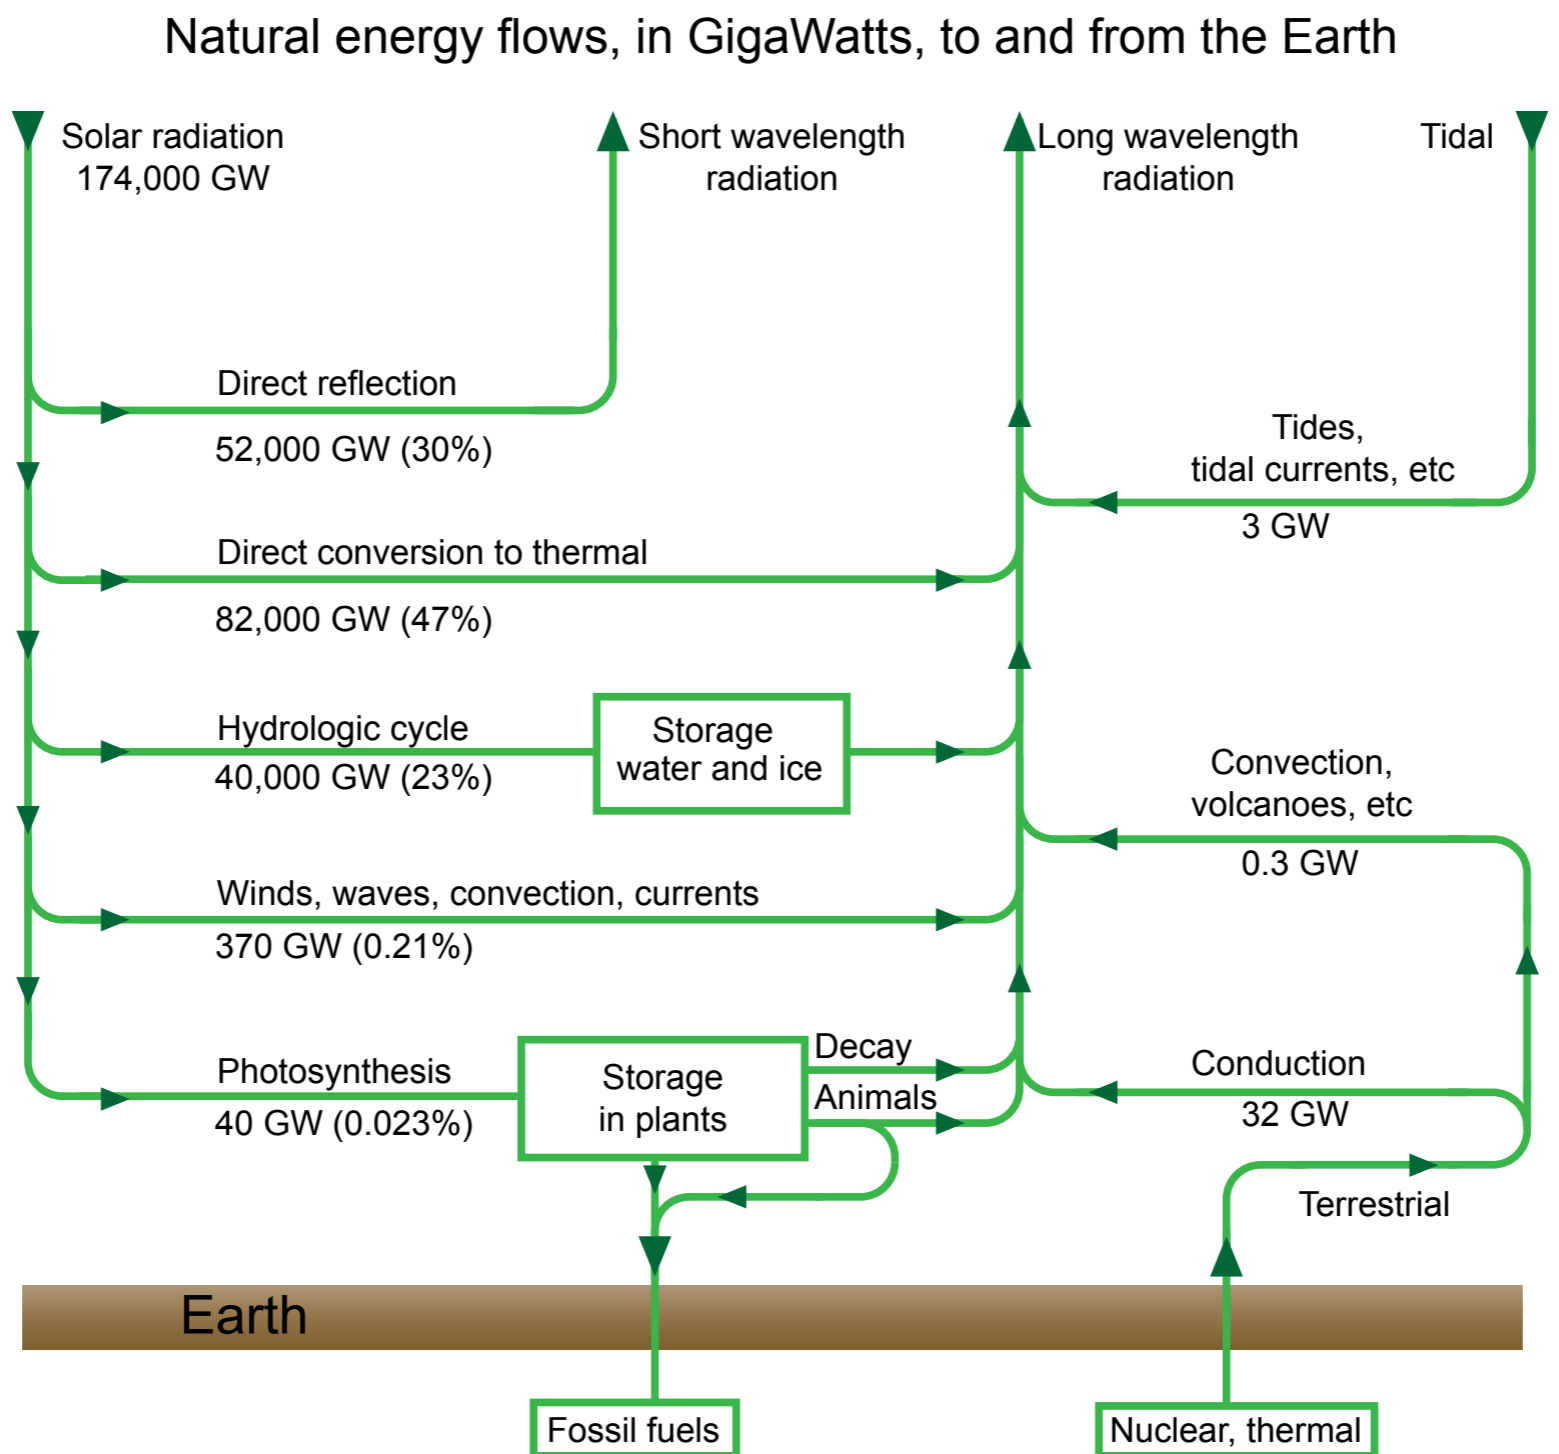 Natural energy flows, in GigaWatts, to and from the Earth
Solar radiation
174,000 GW
Short wavelength
radiation
Long wavelength
radiation
Tidal
Direct reflection
52,000 GW (30%)
Tides,
tidal currents, etc
3 GW
Direct conversion to thermal
82,000 GW (47%)
Hydrologic cycle
40,000 GW (23%)
Storage
water and ice
Convection,
volcanoes, etc
0.3 GW
Winds, waves, convection, currents
370 GW (0.21%)
Photosynthesis
40 GW (0.023%)
Storage
in plants
Decay
Animals
Conduction
32 GW
Terrestrial
Earth
Fossil fuels
Nuclear, thermal